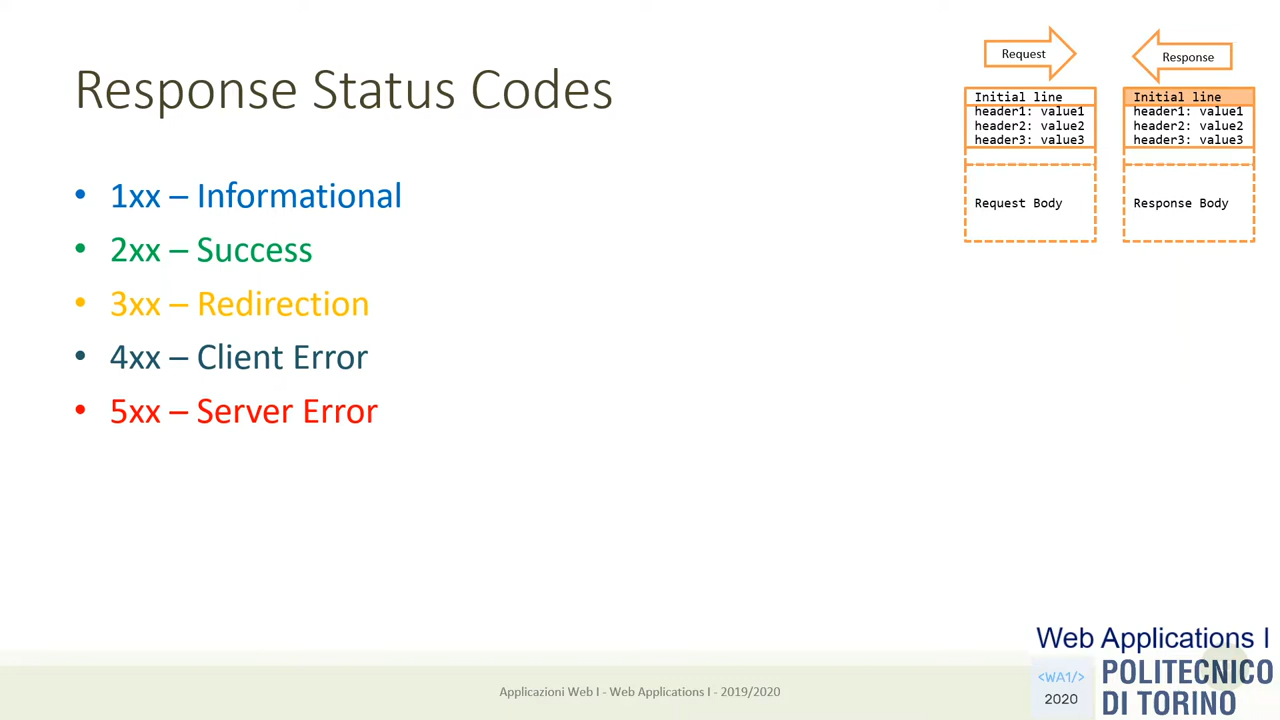 Response Status Codes
• 1xx – Informational
• 2xx – Success
• 3xx – Redirection
• 4xx – Client Error
• 5xx – Server Error
Request
Initial line
header1: value1
header2: value2
header3: value3
Request Body
Response
Initial line
header1: value1
header2: value2
header3: value3
Response Body
Applicazioni Web I - Web Applications I - 2019/2020
Web Applications I
<WA1/>
2020
POLITECNICO
DI TORINO